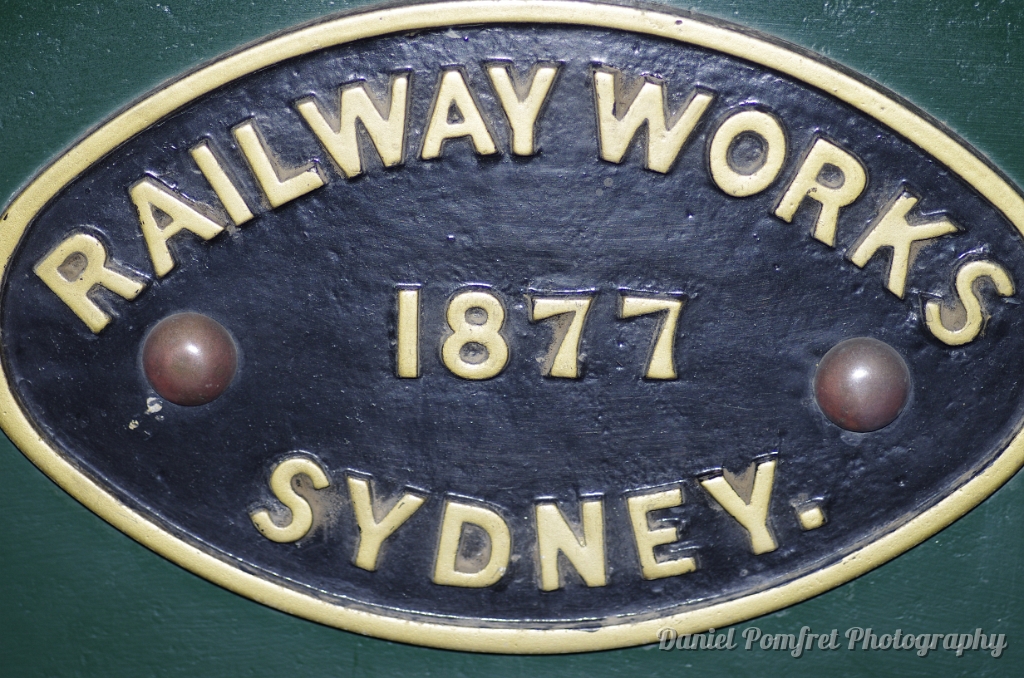 RAILWAY WORKS
1877
SYDNEY.
Daniel Pomfret Photography